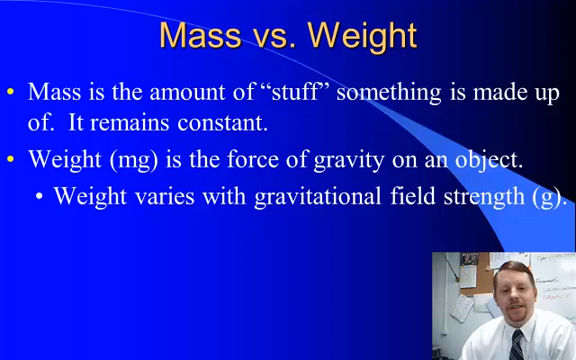 Mass vs. Weight
• Mass is the amount of “stuff” something is made up
of.  It remains constant.
• Weight (mg) is the force of gravity on an object.
• Weight varies with gravitational field strength (g).